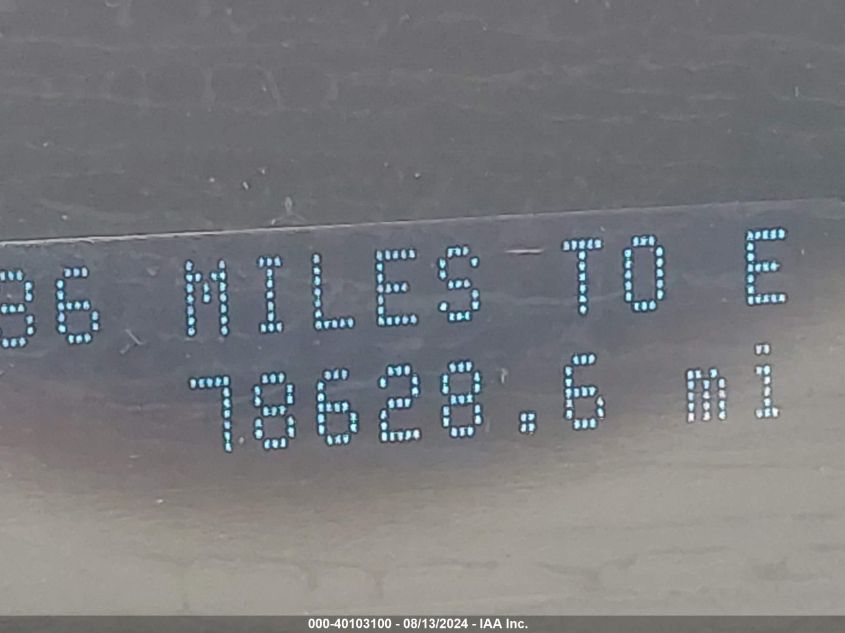 MILES TO E
78628.6 mi
000-40103100 - 08/13/2024 - IAA Inc.